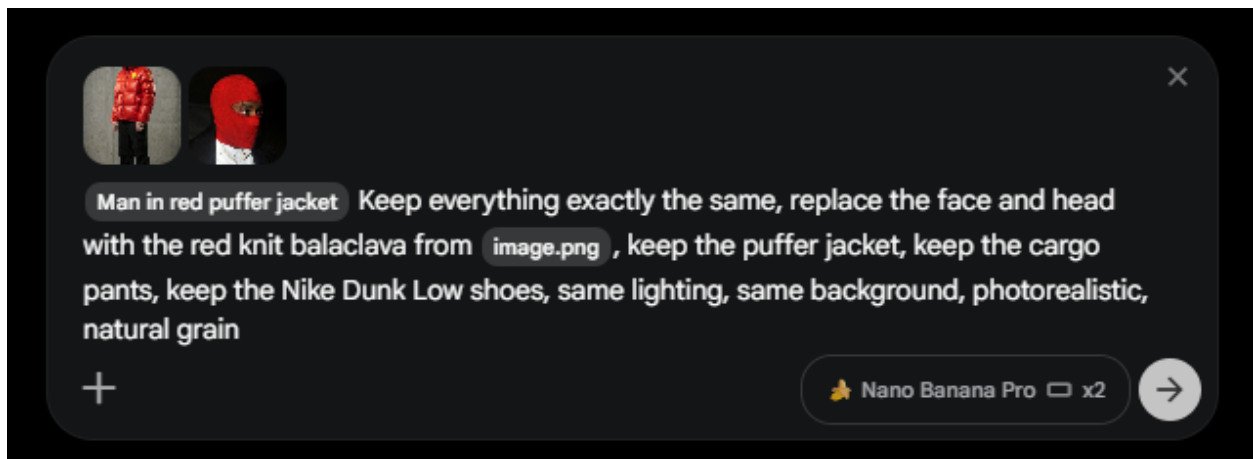 Man in red puffer jacket Keep everything exactly the same, replace the face and head
with the red knit balaclava from image.png , keep the puffer jacket, keep the cargo
pants, keep the Nike Dunk Low shoes, same lighting, same background, photorealistic,
natural grain
Nano Banana Pro x2